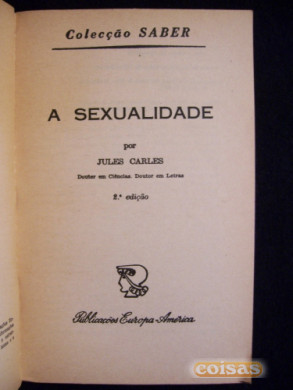 Colecção SABER
A SEXUALIDADE
por
JULES CARLES
Doutor em Ciências. Doutor em Letras
2.ª edição
Publicações Europa-América
coisas